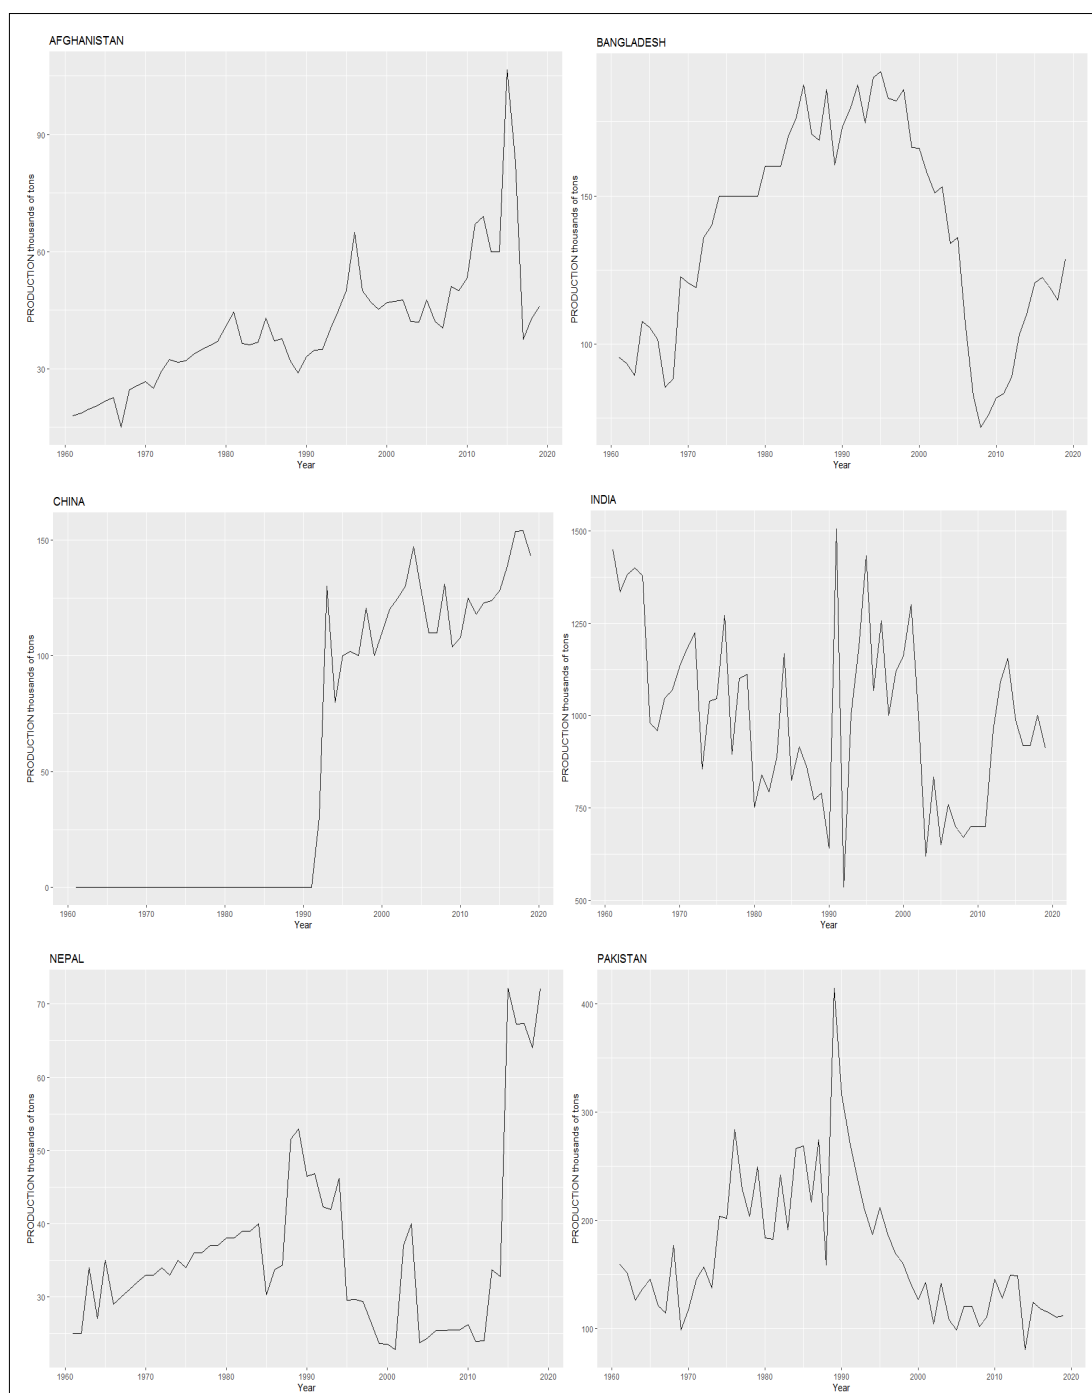 AFGHANISTAN
PRODUCTION thousands of tons
90
60
30
1960 1970 1980 1990 2000 2010 2020
Year
BANGLADESH
PRODUCTION thousands of tons
150
100
1960 1970 1980 1990 2000 2010 2020
Year
CHINA
PRODUCTION thousands of tons
150
100
50
0
1960 1970 1980 1990 2000 2010 2020
Year
INDIA
PRODUCTION thousands of tons
1500
1250
1000
750
500
1960 1970 1980 1990 2000 2010 2020
Year
NEPAL
PRODUCTION thousands of tons
70
60
50
40
30
1960 1970 1980 1990 2000 2010 2020
Year
PAKISTAN
PRODUCTION thousands of tons
400
300
200
100
1960 1970 1980 1990 2000 2010 2020
Year